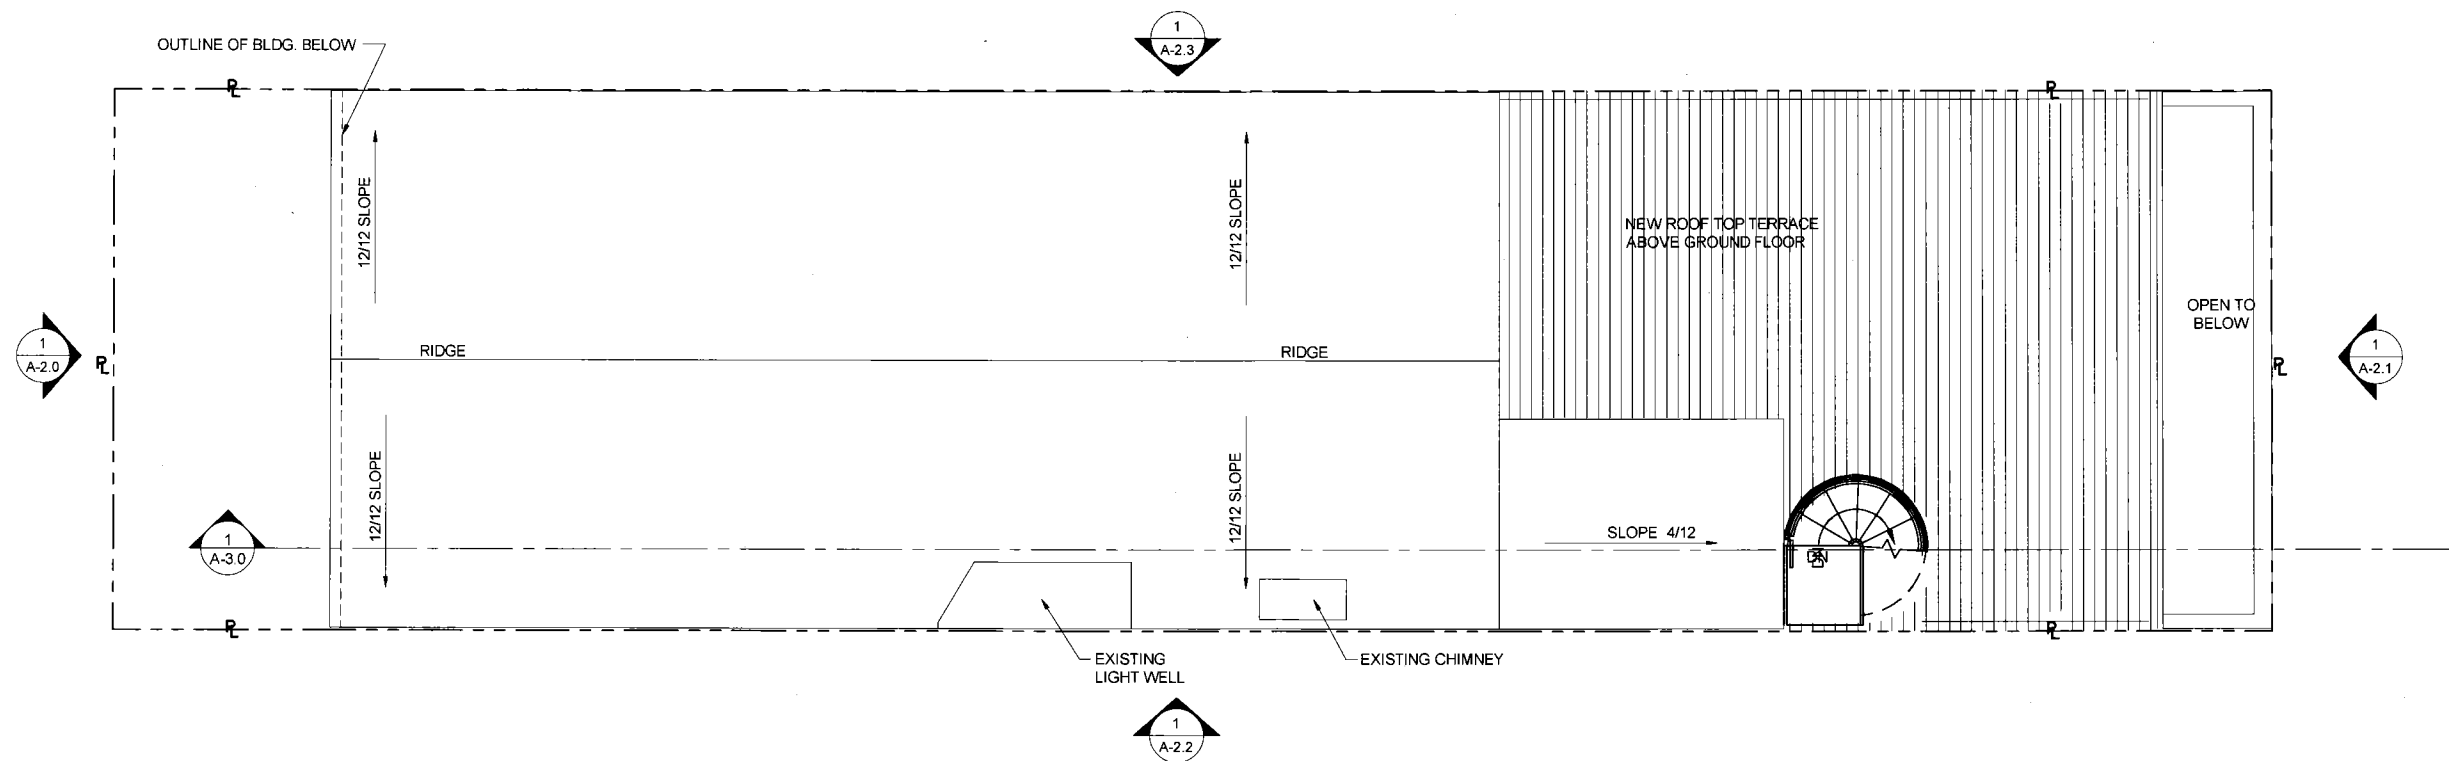 1
A-2.3
OUTLINE OF BLDG. BELOW
PL
PL
12/12 SLOPE
12/12 SLOPE
NEW ROOF TOP TERRACE
ABOVE GROUND FLOOR
OPEN TO
BELOW
1
A-2.0
PL
RIDGE
RIDGE
PL
1
A-2.1
12/12 SLOPE
12/12 SLOPE
SLOPE 4/12
1
A-3.0
DN
PL
PL
EXISTING
LIGHT WELL
EXISTING CHIMNEY
1
A-2.2